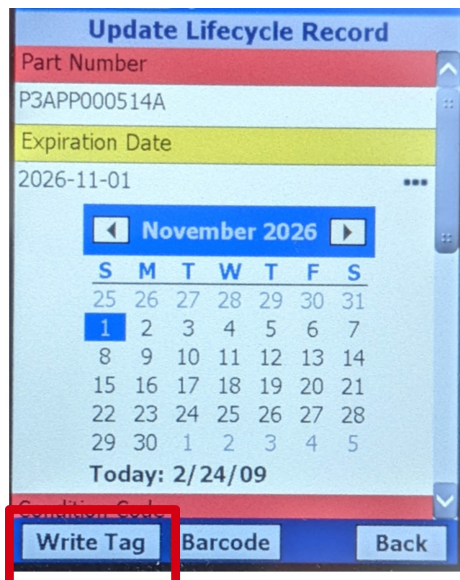 Update Lifecycle Record
Part Number
P3APP000514A
Expiration Date
2026-11-01
November 2026
S M T W T F S
25 26 27 28 29 30 31
1 2 3 4 5 6 7
8 9 10 11 12 13 14
15 16 17 18 19 20 21
22 23 24 25 26 27 28
29 30 1 2 3 4 5
Today: 2/24/09
Condition Code
Write Tag Barcode Back